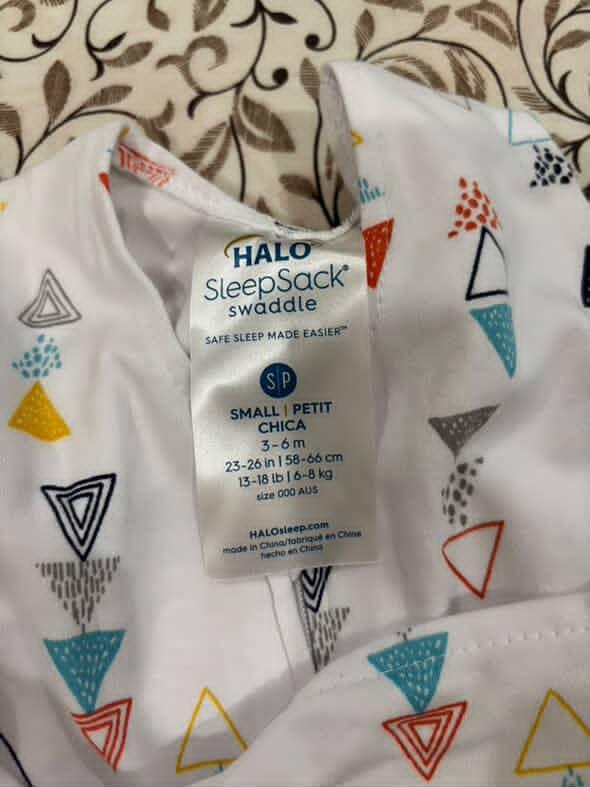 HALO
SleepSack®
swaddle
SAFE SLEEP MADE EASIER™
S|P
SMALL | PETIT
CHICA
3-6 m
23-26 in | 58-66 cm
13-18 lb | 6-8 kg
size 000 AUS
HALOsleep.com
made in China/fabriqué en Chine
hecho en China